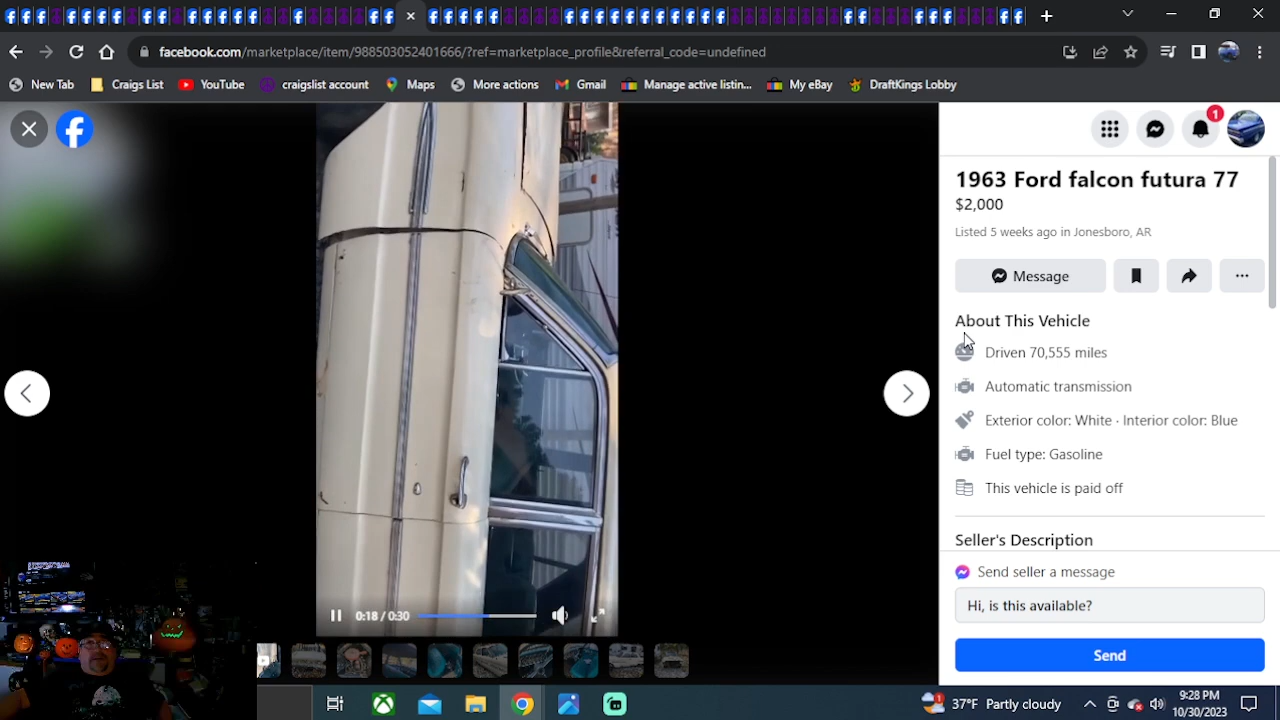 facebook.com/marketplace/item/988503052401666/?ref=marketplace_profile&referral_code=undefined
New Tab Craigs List YouTube craigslist account Maps More actions Gmail Manage active listin... My eBay DraftKings Lobby
1
1963 Ford falcon futura 77
$2,000
Listed 5 weeks ago in Jonesboro, AR
Message
About This Vehicle
Driven 70,555 miles
Automatic transmission
Exterior color: White · Interior color: Blue
Fuel type: Gasoline
This vehicle is paid off
Seller's Description
Send seller a message
Hi, is this available?
Send
0:18 / 0:30
37°F Partly cloudy
9:28 PM
10/30/2023